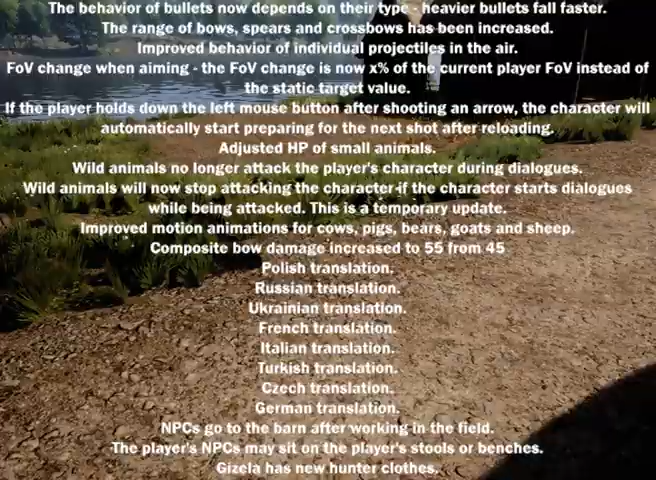 The behavior of bullets now depends on their type - heavier bullets fall faster.
The range of bows, spears and crossbows has been increased.
Improved behavior of individual projectiles in the air.
FoV change when aiming - the FoV change is now x% of the current player FoV instead of
the static target value.
If the player holds down the left mouse button after shooting an arrow, the character will
automatically start preparing for the next shot after reloading.
Adjusted HP of small animals.
Wild animals no longer attack the player's character during dialogues.
Wild animals will now stop attacking the character if the character starts dialogues
while being attacked. This is a temporary update.
Improved motion animations for cows, pigs, bears, goats and sheep.
Composite bow damage increased to 55 from 45
Polish translation.
Russian translation.
Ukrainian translation.
French translation.
Italian translation.
Turkish translation.
Czech translation.
German translation.
NPCs go to the barn after working in the field.
The player's NPCs may sit on the player's stools or benches.
Gizela has new hunter clothes.